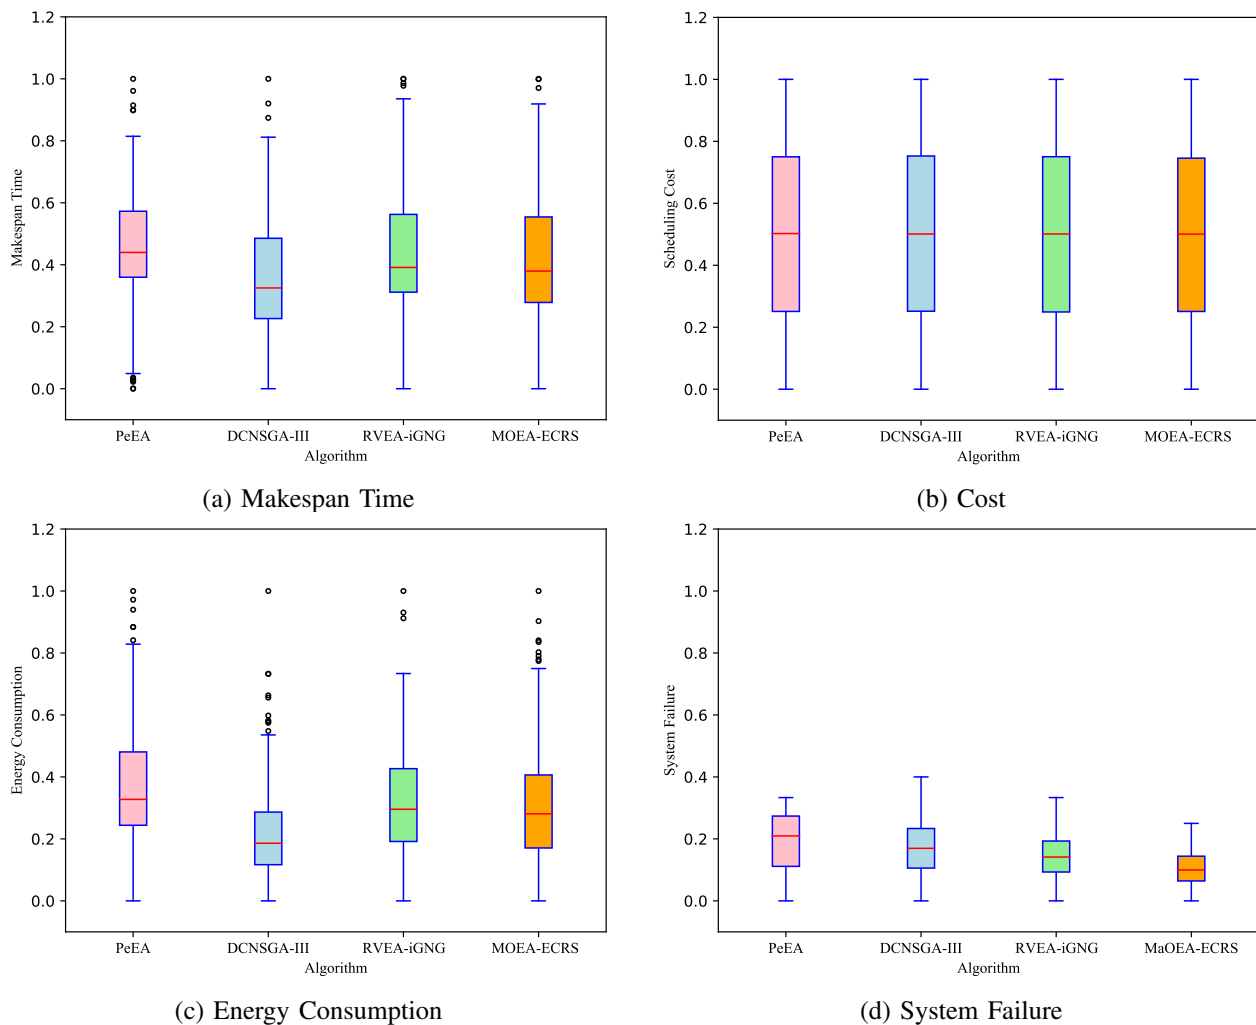 1.2
1.0
0.8
0.6
0.4
0.2
0.0
Makespan Time
PeEA DCNSGA-III RVEA-iGNG MOEA-ECRS
Algorithm
(a) Makespan Time
1.2
1.0
0.8
0.6
0.4
0.2
0.0
Scheduling Cost
PeEA DCNSGA-III RVEA-iGNG MOEA-ECRS
Algorithm
(b) Cost
1.2
1.0
0.8
0.6
0.4
0.2
0.0
Energy Consumption
PeEA DCNSGA-III RVEA-iGNG MOEA-ECRS
Algorithm
(c) Energy Consumption
1.2
1.0
0.8
0.6
0.4
0.2
0.0
System Failure
PeEA DCNSGA-III RVEA-iGNG MaOEA-ECRS
Algorithm
(d) System Failure